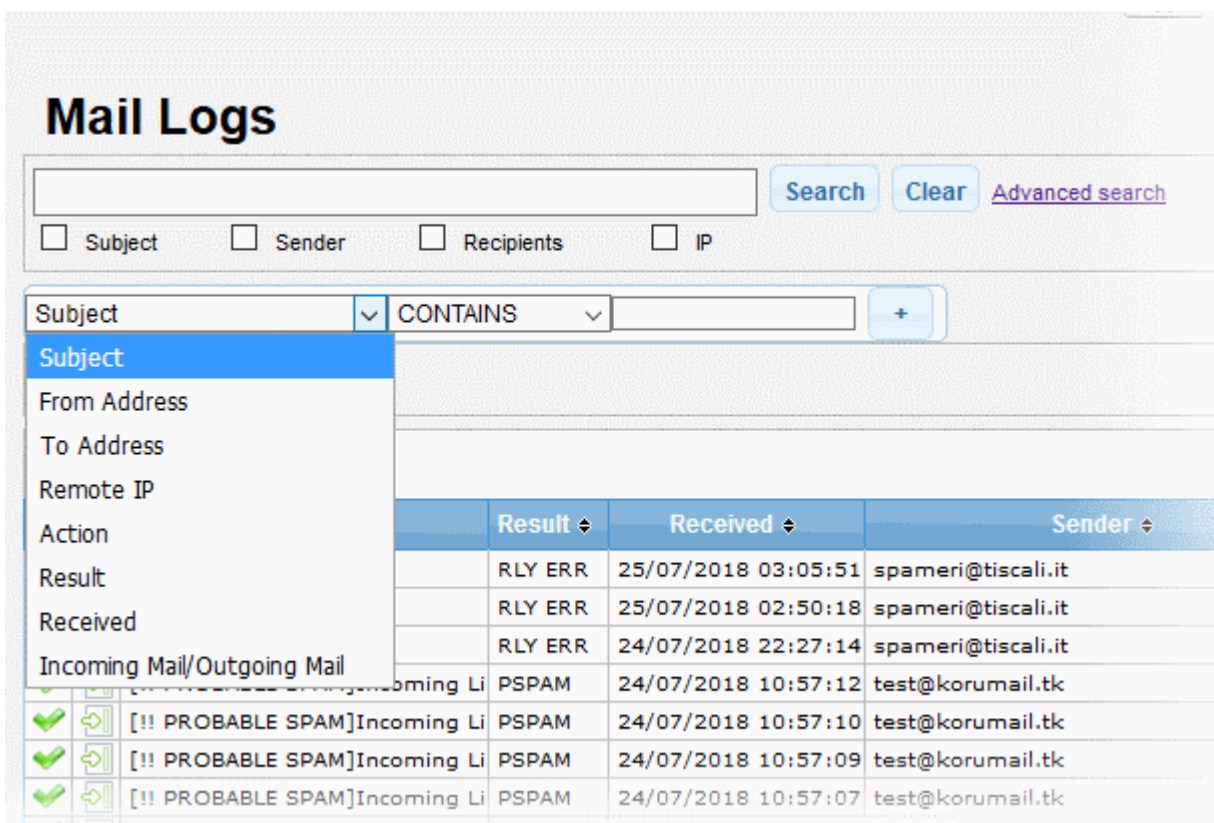 Mail Logs
Search Clear Advanced search
Subject Sender Recipients IP
Subject CONTAINS +
Subject
From Address
To Address
Remote IP
Action
Result
Received
Incoming Mail/Outgoing Mail
Result Received Sender
RLY ERR 25/07/2018 03:05:51 spameri@tiscali.it
RLY ERR 25/07/2018 02:50:18 spameri@tiscali.it
RLY ERR 24/07/2018 22:27:14 spameri@tiscali.it
[!! PROBABLE SPAM]Incoming Li PSPAM 24/07/2018 10:57:12 test@korumail.tk
[!! PROBABLE SPAM]Incoming Li PSPAM 24/07/2018 10:57:10 test@korumail.tk
[!! PROBABLE SPAM]Incoming Li PSPAM 24/07/2018 10:57:09 test@korumail.tk
[!! PROBABLE SPAM]Incoming Li PSPAM 24/07/2018 10:57:07 test@korumail.tk